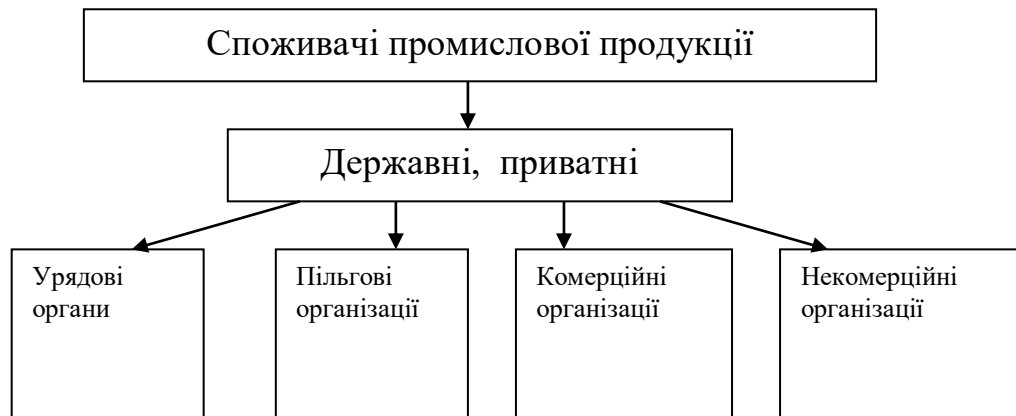 Споживачі промислової продукції
Державні, приватні
Урядові
органи
Пільгові
організації
Комерційні
організації
Некомерційні
організації